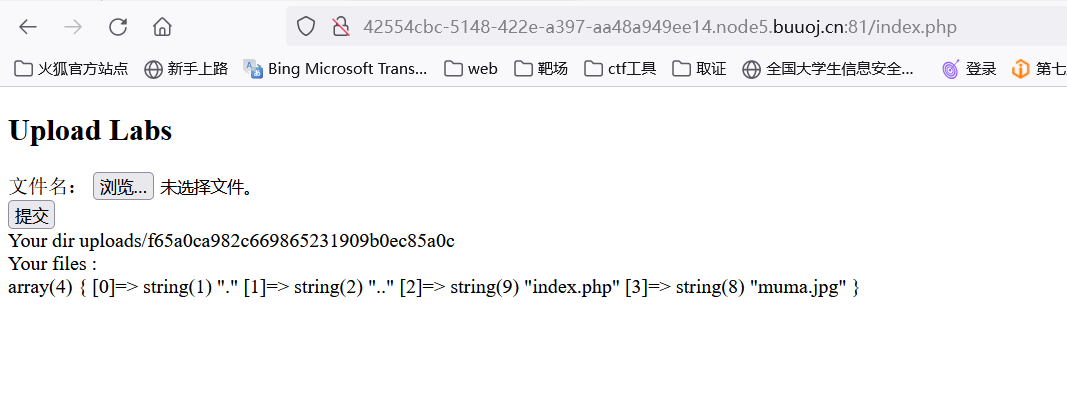 42554cbc-5148-422e-a397-aa48a949ee14.node5.buuoj.cn:81/index.php
火狐官方站点 新手上路 Bing Microsoft Trans... web 靶场 ctf工具 取证 全国大学生信息安全... 登录 第七
Upload Labs
文件名： 浏览... 未选择文件。
提交
Your dir uploads/f65a0ca982c669865231909b0ec85a0c
Your files :
array(4) { [0]=> string(1) "." [1]=> string(2) ".." [2]=> string(9) "index.php" [3]=> string(8) "muma.jpg" }